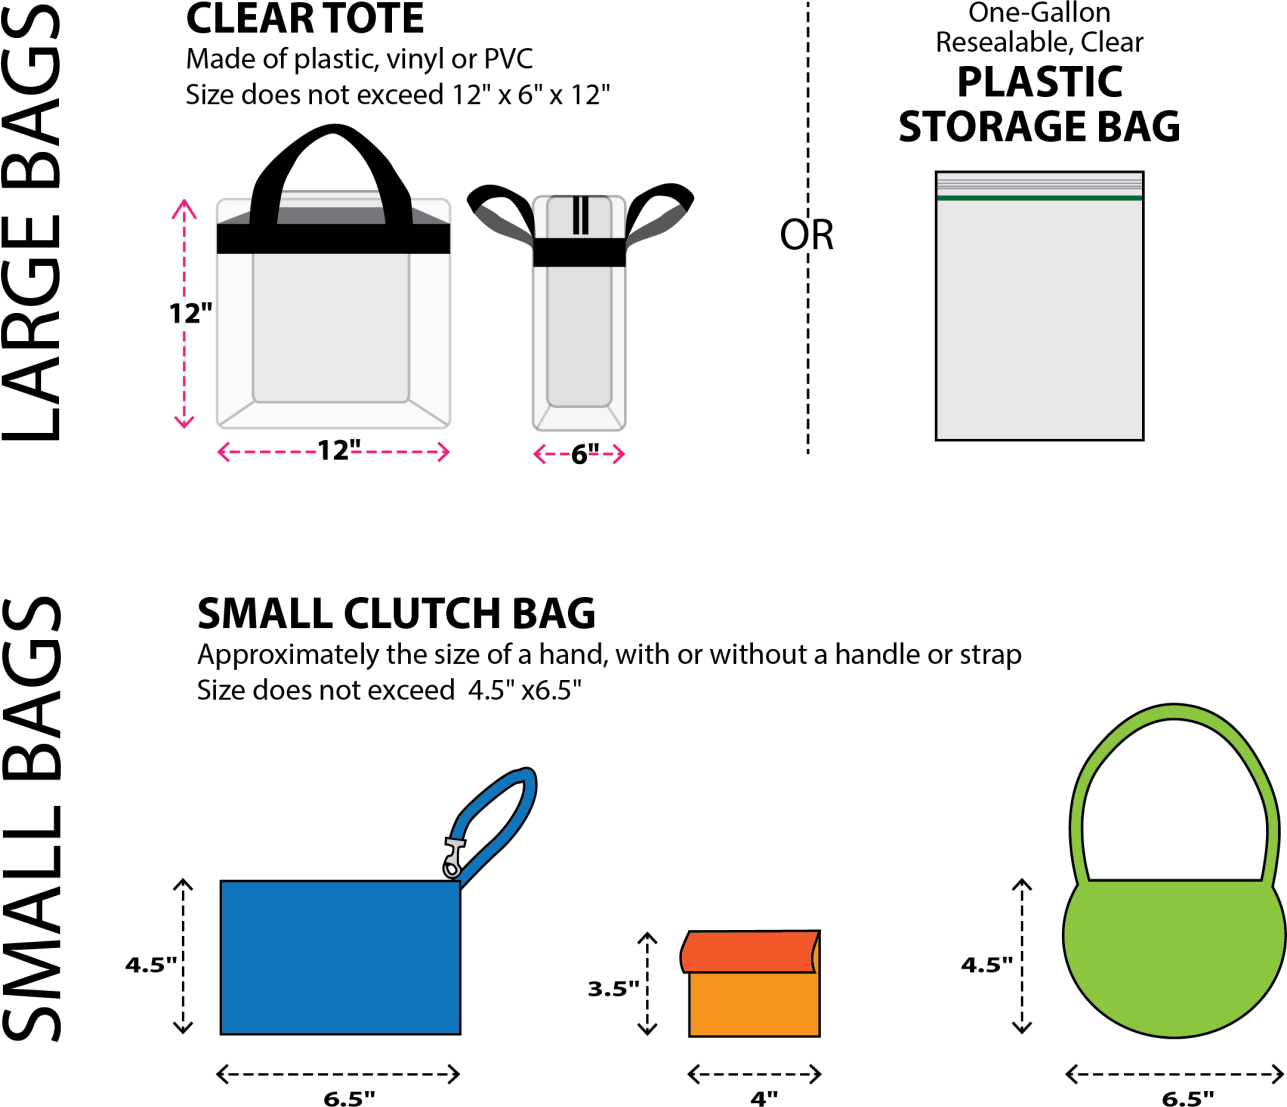 LARGE BAGS
CLEAR TOTE
Made of plastic, vinyl or PVC
Size does not exceed 12" x 6" x 12"
12"
12"
6"
OR
One-Gallon
Resealable, Clear
PLASTIC
STORAGE BAG
SMALL BAGS
SMALL CLUTCH BAG
Approximately the size of a hand, with or without a handle or strap
Size does not exceed  4.5" x6.5"
4.5"
6.5"
3.5"
4"
4.5"
6.5"